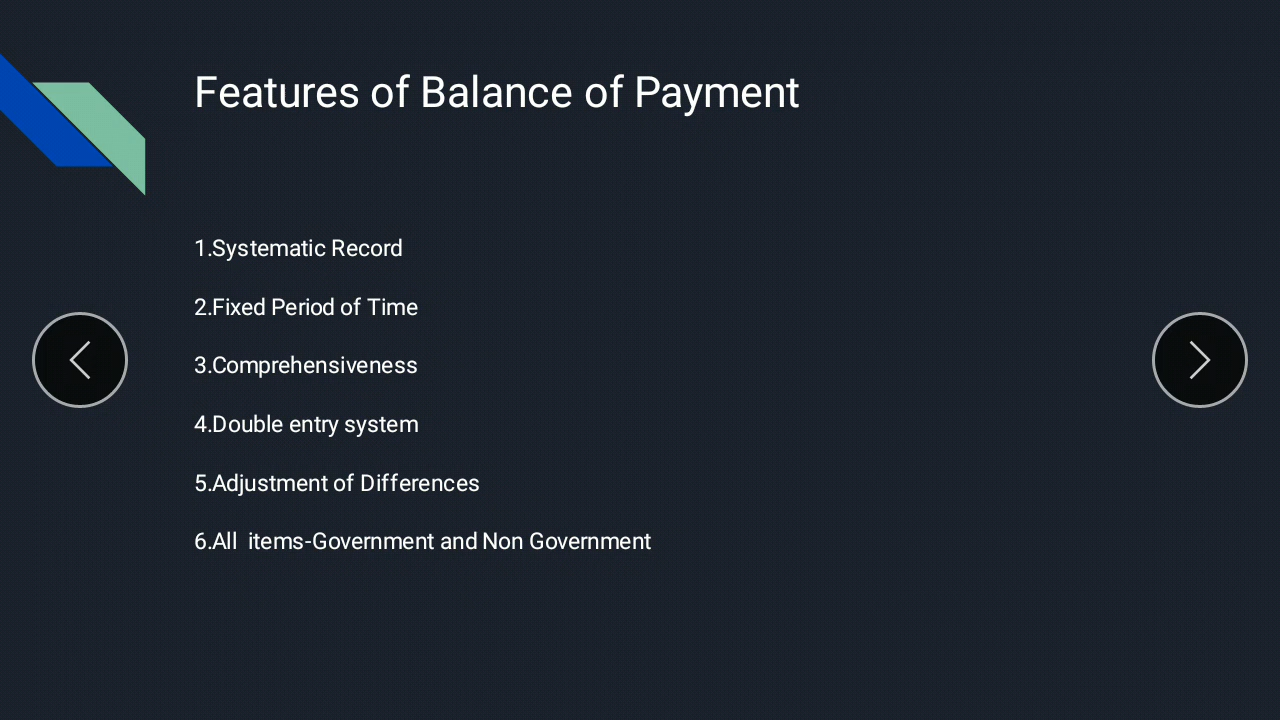 Features of Balance of Payment
1.Systematic Record
2.Fixed Period of Time
3.Comprehensiveness
4.Double entry system
5.Adjustment of Differences
6.All  items-Government and Non Government